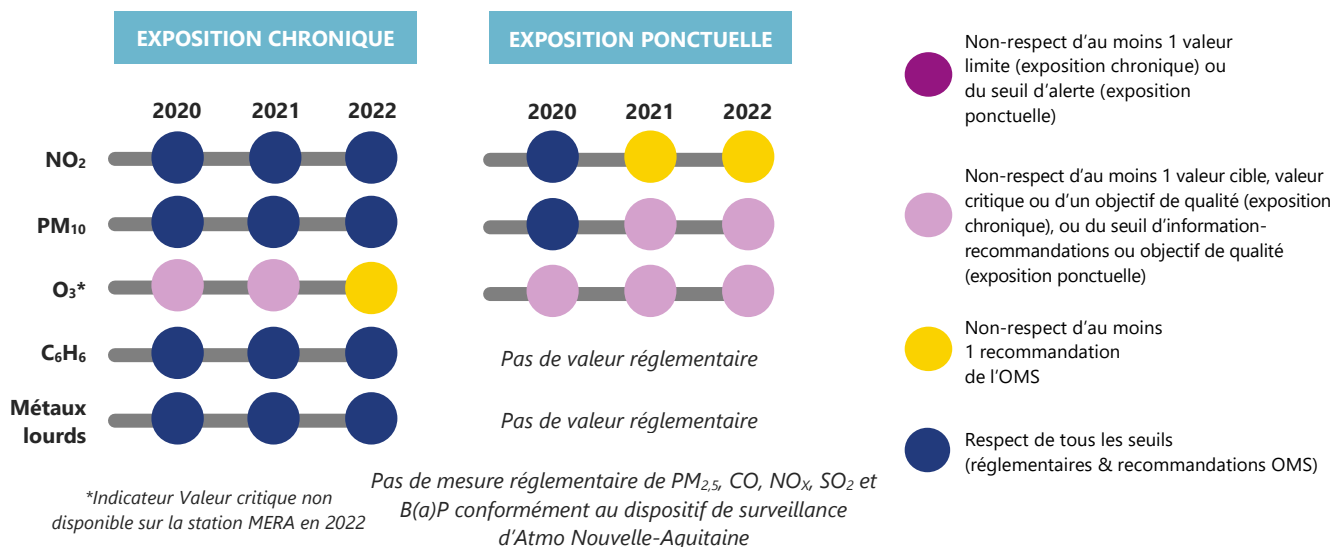 EXPOSITION CHRONIQUE
EXPOSITION PONCTUELLE
2020 2021 2022
2020 2021 2022
NO₂
PM₁₀
O₃*
C₆H₆
Métaux
lourds
Pas de valeur réglementaire
Pas de valeur réglementaire
*Indicateur Valeur critique non
disponible sur la station MERA en 2022
Pas de mesure réglementaire de PM₂,₅, CO, NOₓ, SO₂ et
B(a)P conformément au dispositif de surveillance
d'Atmo Nouvelle-Aquitaine
Non-respect d'au moins 1 valeur
limite (exposition chronique) ou
du seuil d'alerte (exposition
ponctuelle)
Non-respect d'au moins 1 valeur cible, valeur
critique ou d'un objectif de qualité (exposition
chronique), ou du seuil d'information-
recommandations ou objectif de qualité
(exposition ponctuelle)
Non-respect d'au moins
1 recommandation
de l'OMS
Respect de tous les seuils
(réglementaires & recommandations OMS)